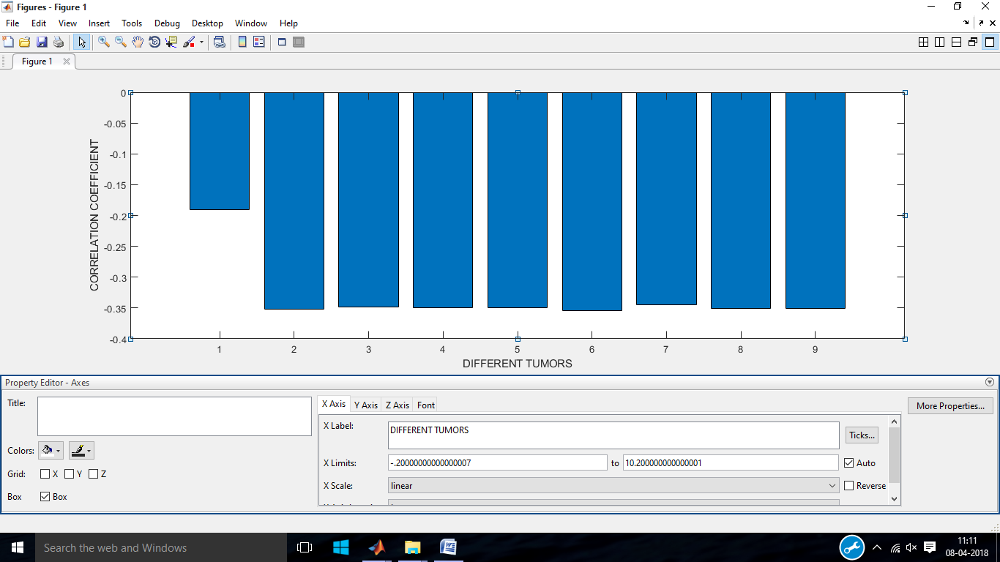 Figures - Figure 1
File Edit View Insert Tools Debug Desktop Window Help
Figure 1
0
-0.05
-0.1
-0.15
-0.2
-0.25
-0.3
-0.35
-0.4
CORRELATION COEFFICIENT
1 2 3 4 5 6 7 8 9
DIFFERENT TUMORS
Property Editor - Axes
Title:
Colors:
Grid: X Y Z
Box Box
X Axis Y Axis Z Axis Font
X Label: DIFFERENT TUMORS
Ticks...
X Limits: -.20000000000000007 to 10.200000000000001 Auto
X Scale: linear Reverse
More Properties...
Search the web and Windows
11:11
08-04-2018